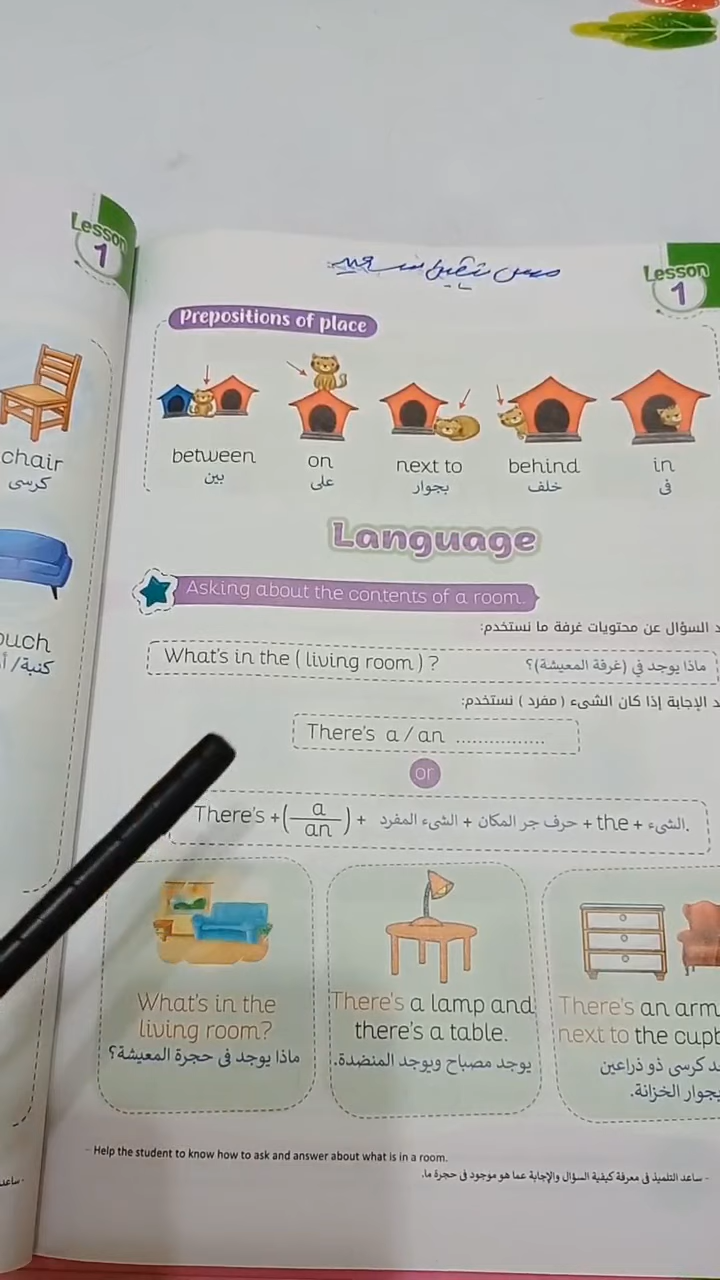 Lesson
1
chair
كرسى
ouch
كنبة/
Lesson
1
Prepositions of place
between
on
next to
behind
in
بين
على
بجوار
خلف
فى
Language
Asking about the contents of a room.
السؤال عن محتويات غرفة ما نستخدم:
What's in the ( living room ) ?
ماذا يوجد في (غرفة المعيشة)؟
الإجابة إذا كان الشىء ( مفرد ) نستخدم:
There's a / an ................
or
There's + ( a / an ) + الشىء المفرد + حرف جر المكان + the + الشىء.
What's in the
living room?
ماذا يوجد فى حجرة المعيشة؟
There's a lamp and
there's a table.
يوجد مصباح ويوجد المنضدة.
There's an arm
next to the cupb
كرسى ذو ذراعين
بجوار الخزانة.
- Help the student to know how to ask and answer about what is in a room.
- ساعد التلميذ فى معرفة كيفية السؤال والإجابة عما هو موجود فى حجرة ما.
- ساعد